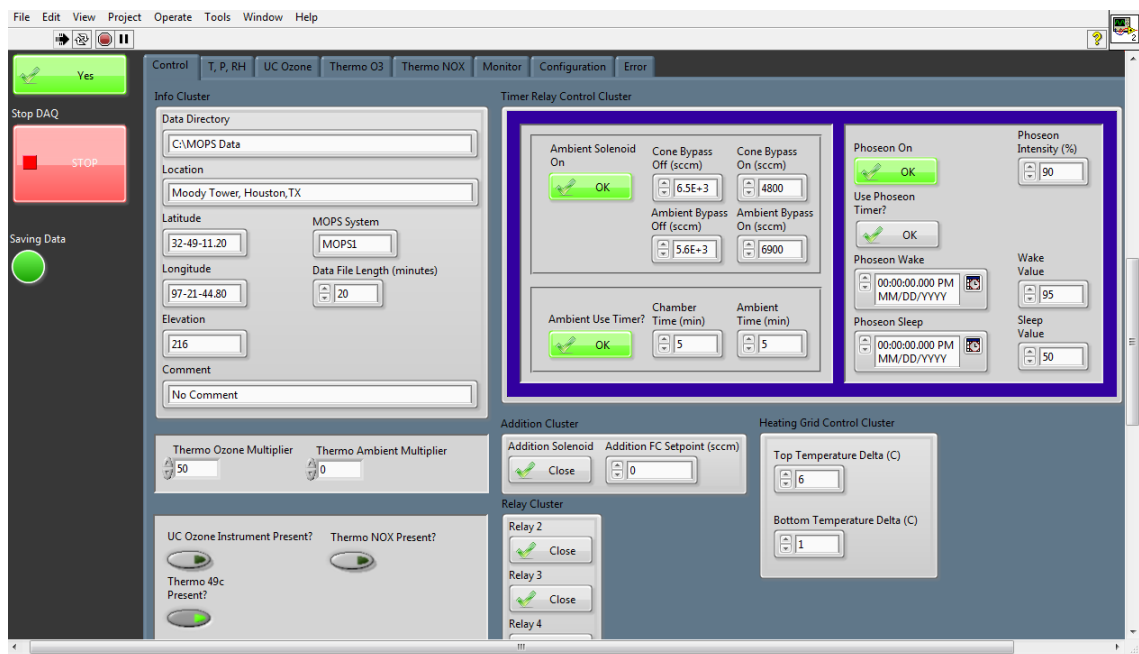 File Edit View Project Operate Tools Window Help
2
Yes
Stop DAQ
STOP
Saving Data
Control T, P, RH UC Ozone Thermo O3 Thermo NOX Monitor Configuration Error
Info Cluster
Data Directory
C:\MOPS Data
Location
Moody Tower, Houston,TX
Latitude
32-49-11.20
MOPS System
MOPS1
Longitude
97-21-44.80
Data File Length (minutes)
20
Elevation
216
Comment
No Comment
Thermo Ozone Multiplier
50
Thermo Ambient Multiplier
0
UC Ozone Instrument Present?
Thermo NOX Present?
Thermo 49c
Present?
Timer Relay Control Cluster
Ambient Solenoid
On
OK
Cone Bypass
Off (sccm)
6.5E+3
Cone Bypass
On (sccm)
4800
Ambient Bypass
Off (sccm)
5.6E+3
Ambient Bypass
On (sccm)
6900
Ambient Use Timer?
OK
Chamber
Time (min)
5
Ambient
Time (min)
5
Phoseon On
OK
Phoseon
Intensity (%)
90
Use Phoseon
Timer?
OK
Phoseon Wake
00:00:00.000 PM
MM/DD/YYYY
Wake
Value
95
Phoseon Sleep
00:00:00.000 PM
MM/DD/YYYY
Sleep
Value
50
Addition Cluster
Addition Solenoid
Close
Addition FC Setpoint (sccm)
0
Relay Cluster
Relay 2
Close
Relay 3
Close
Relay 4
Heating Grid Control Cluster
Top Temperature Delta (C)
6
Bottom Temperature Delta (C)
1